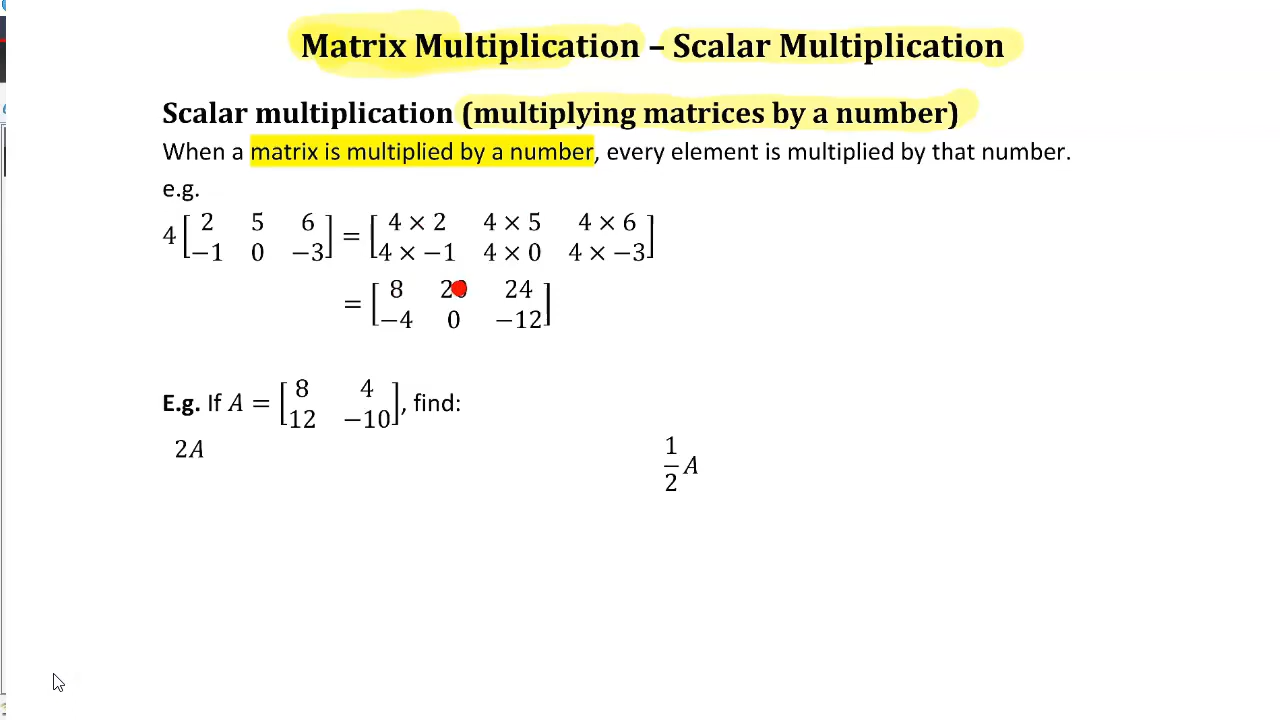 Matrix Multiplication – Scalar Multiplication
Scalar multiplication (multiplying matrices by a number)
When a matrix is multiplied by a number, every element is multiplied by that number.
e.g.
4 [ 2 5 6 ] = [ 4 × 2 4 × 5 4 × 6 ]
[ −1 0 −3 ] [ 4 × −1 4 × 0 4 × −3 ]
= [ 8 24 ]
[ −4 0 −12 ]
E.g. If A = [ 8 4 ], find:
[ 12 −10 ]
2A
1/2 A